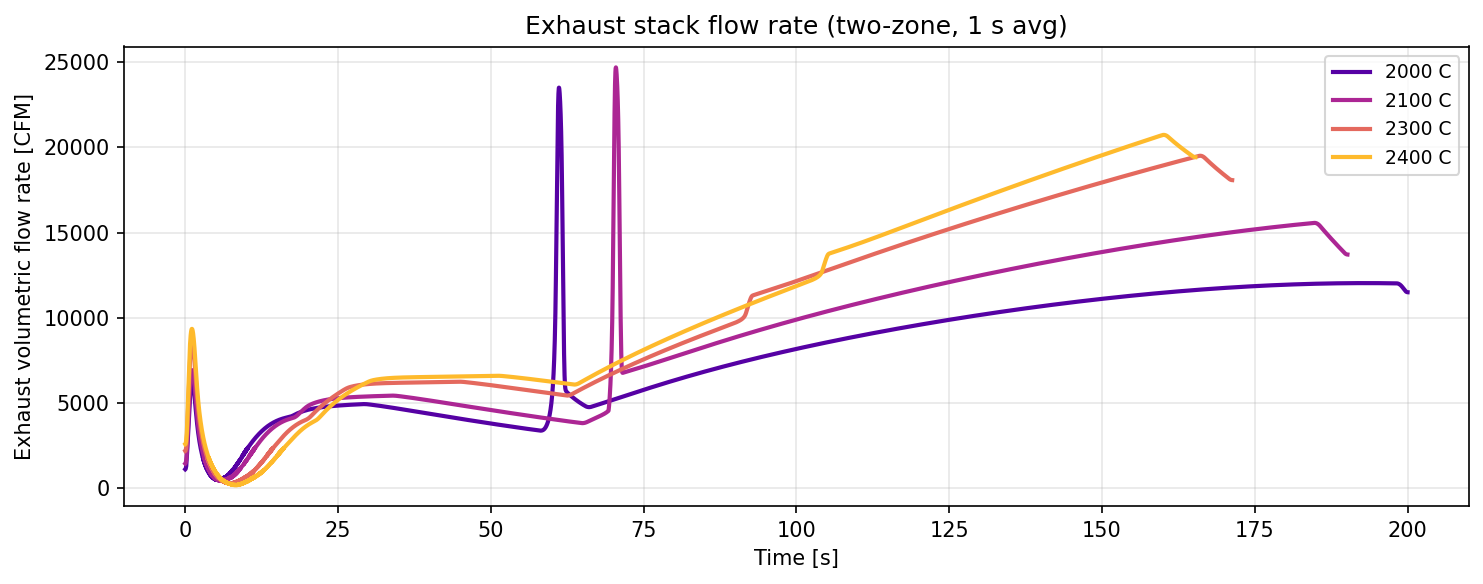 Exhaust stack flow rate (two-zone, 1 s avg)
Exhaust volumetric flow rate [CFM]
25000
20000
15000
10000
5000
0
2000 C
2100 C
2300 C
2400 C
0 25 50 75 100 125 150 175 200
Time [s]